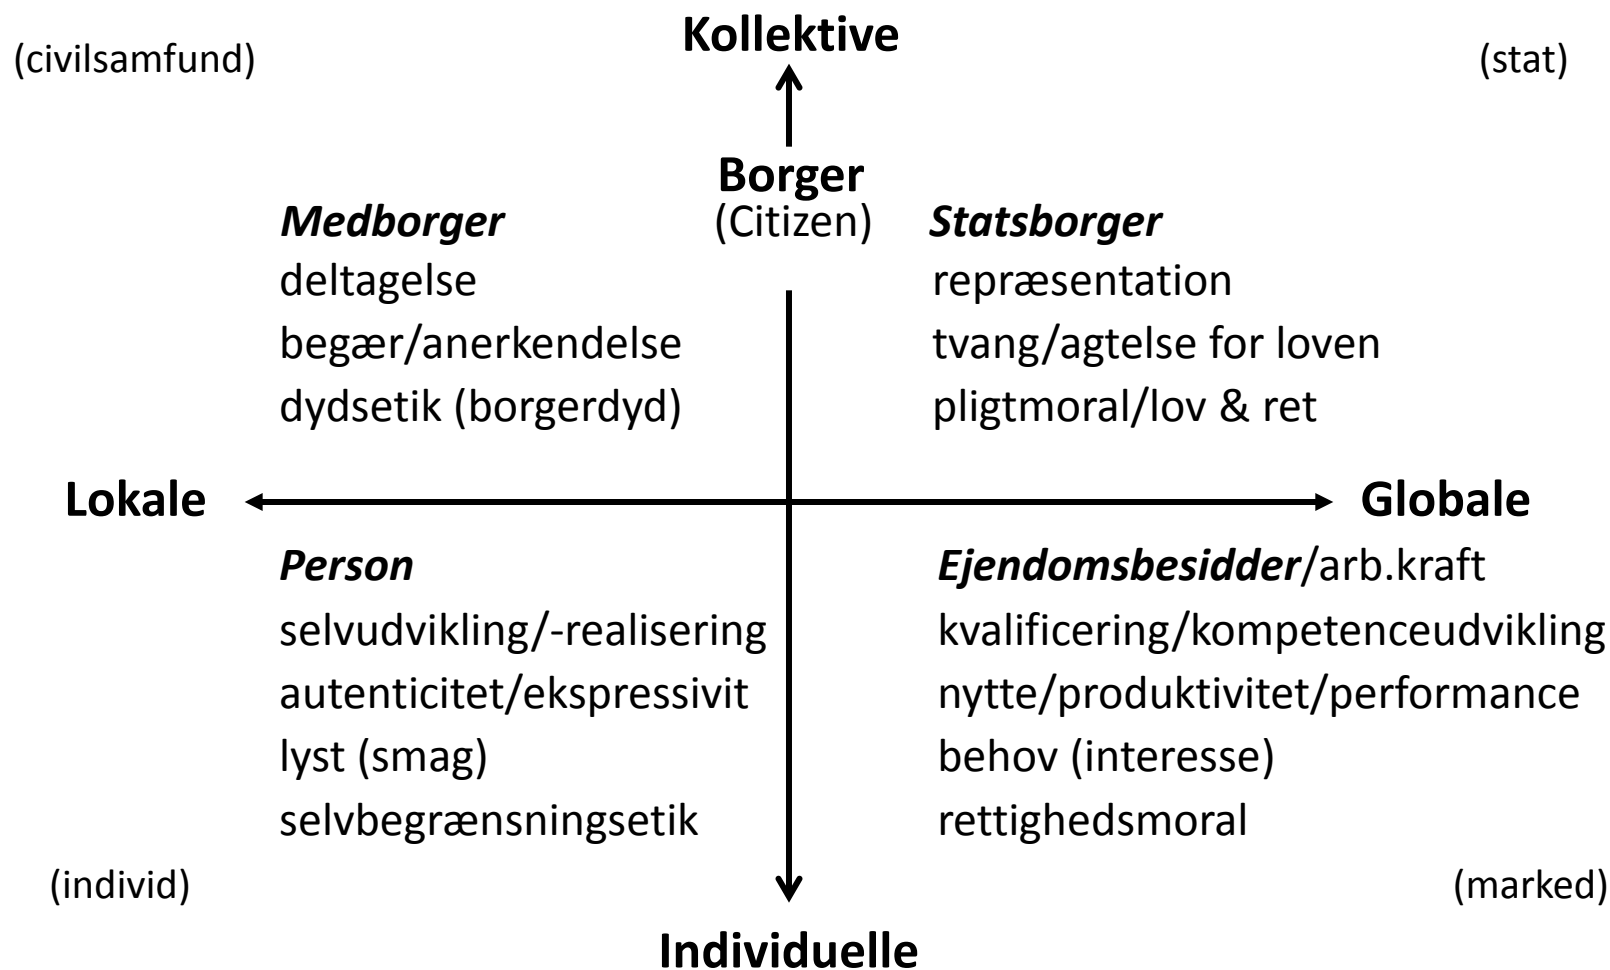 Kollektive
(civilsamfund)
(stat)
Borger
(Citizen)
Medborger
deltagelse
begær/anerkendelse
dydsetik (borgerdyd)
Statsborger
repræsentation
tvang/agtelse for loven
pligtmoral/lov & ret
Lokale
Globale
Person
selvudvikling/-realisering
autenticitet/ekspressivit
lyst (smag)
selvbegrænsningsetik
Ejendomsbesidder/arb.kraft
kvalificering/kompetenceudvikling
nytte/produktivitet/performance
behov (interesse)
rettighedsmoral
(individ)
(marked)
Individuelle